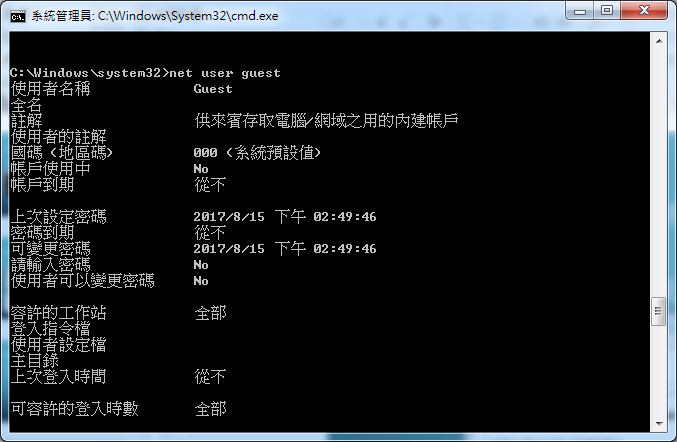 系統管理員: C:\Windows\System32\cmd.exe
C:\Windows\system32>net user guest
使用者名稱 Guest
全名
註解 供來賓存取電腦/網域之用的內建帳戶
使用者的註解
國碼 (地區碼) 000 (系統預設值)
帳戶使用中 No
帳戶到期 從不
上次設定密碼 2017/8/15 下午 02:49:46
密碼到期 從不
可變更密碼 2017/8/15 下午 02:49:46
請輸入密碼 No
使用者可以變更密碼 No
容許的工作站 全部
登入指令檔
使用者設定檔
主目錄
上次登入時間 從不
可容許的登入時數 全部